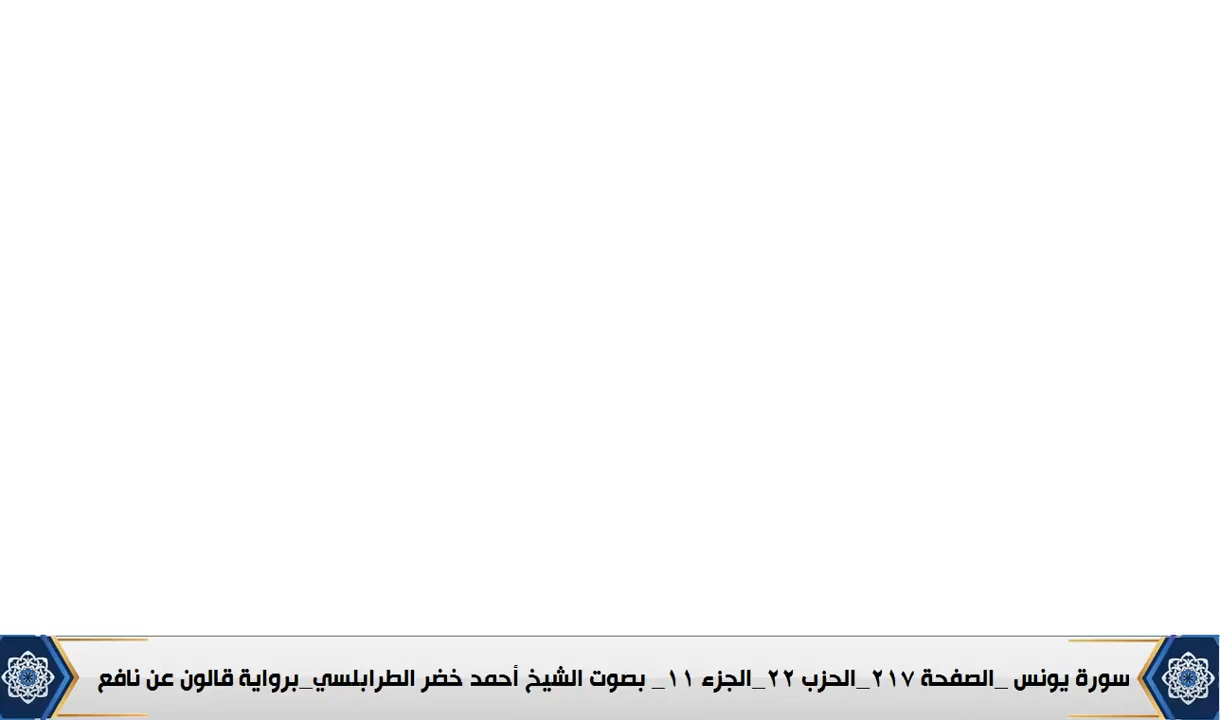 سورة يونس _الصفحة ٢١٧_الحزب ٢٢_الجزء ١١_ بصوت الشيخ أحمد خضر الطرابلسي_برواية قالون عن نافع